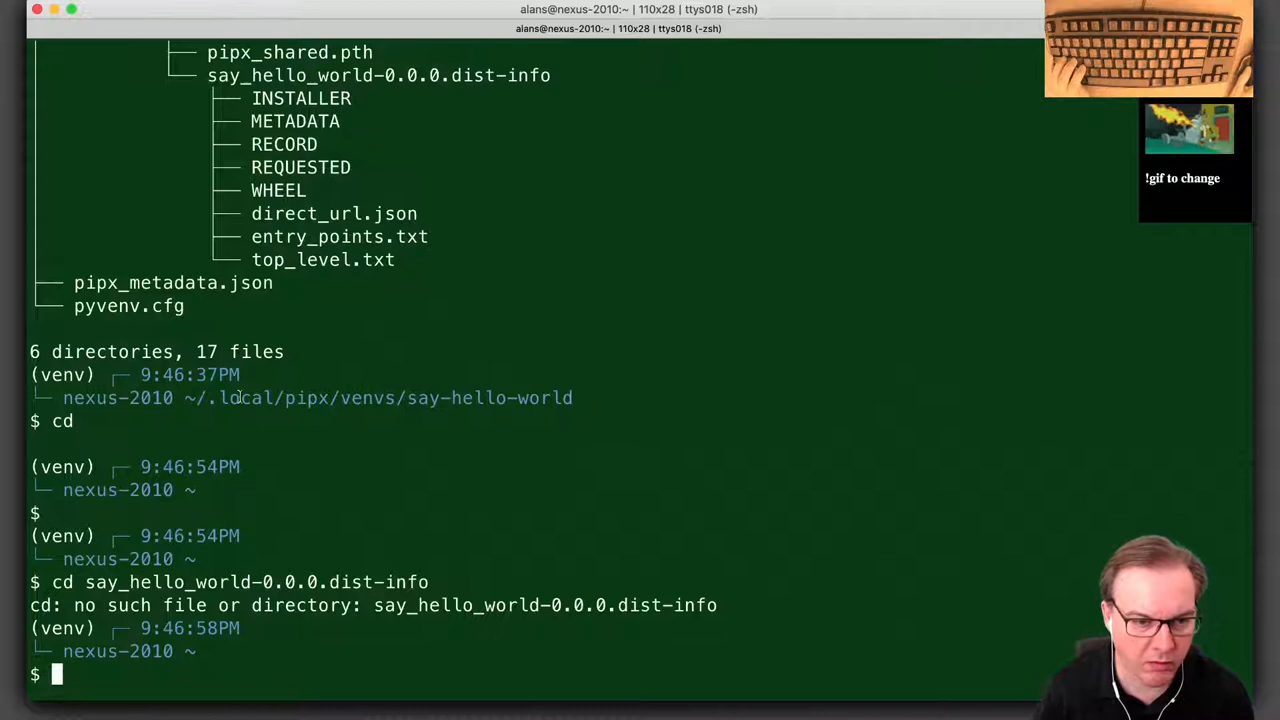 alans@nexus-2010:~ | 110x28 | ttys018 (-zsh)
alans@nexus-2010:~ | 110x28 | ttys018 (-zsh)
├── pipx_shared.pth
└── say_hello_world-0.0.0.dist-info
├── INSTALLER
├── METADATA
├── RECORD
├── REQUESTED
├── WHEEL
├── direct_url.json
├── entry_points.txt
└── top_level.txt
├── pipx_metadata.json
└── pyvenv.cfg
6 directories, 17 files
(venv) ┌─ 9:46:37PM
└─ nexus-2010 ~/.local/pipx/venvs/say-hello-world
$ cd
(venv) ┌─ 9:46:54PM
└─ nexus-2010 ~
$
(venv) ┌─ 9:46:54PM
└─ nexus-2010 ~
$ cd say_hello_world-0.0.0.dist-info
cd: no such file or directory: say_hello_world-0.0.0.dist-info
(venv) ┌─ 9:46:58PM
└─ nexus-2010 ~
$
!gif to change